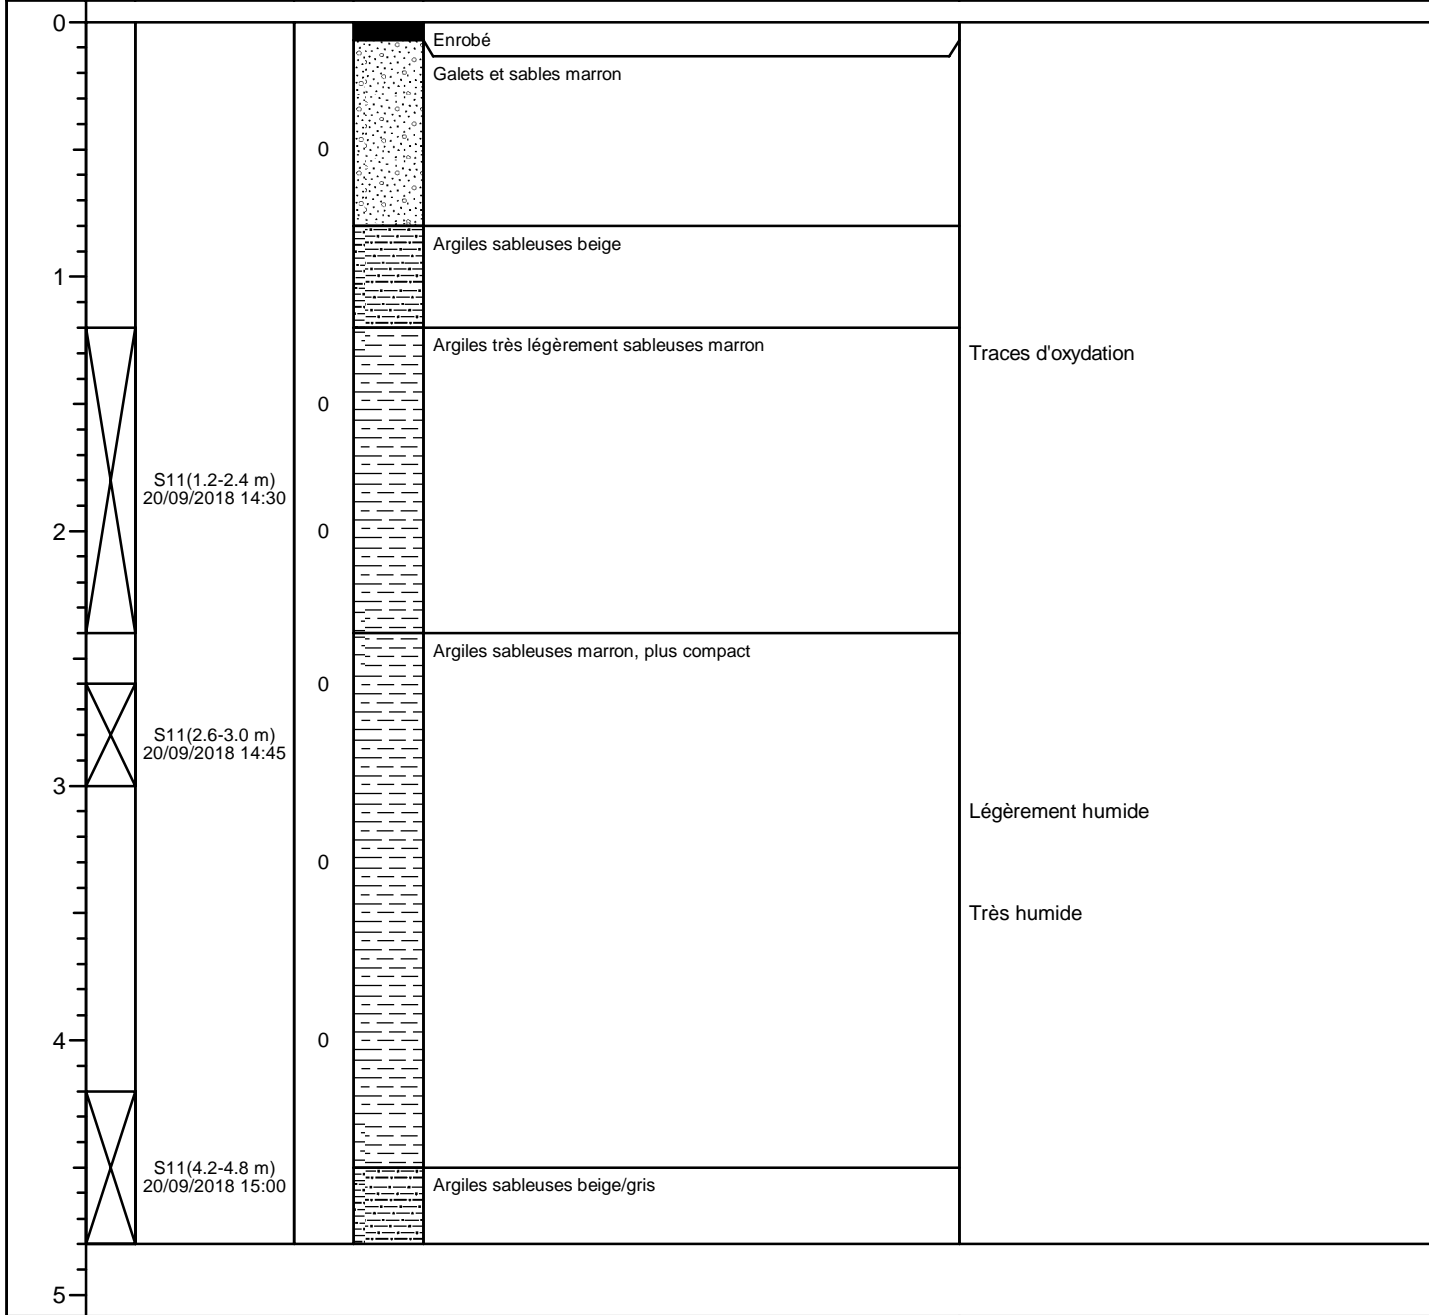 0
Enrobé
Galets et sables marron
0
Argiles sableuses beige
1
Argiles très légèrement sableuses marron
Traces d'oxydation
0
S11(1.2-2.4 m)
20/09/2018 14:30
2
0
Argiles sableuses marron, plus compact
0
S11(2.6-3.0 m)
20/09/2018 14:45
3
Légèrement humide
0
Très humide
4
0
S11(4.2-4.8 m)
20/09/2018 15:00
Argiles sableuses beige/gris
5